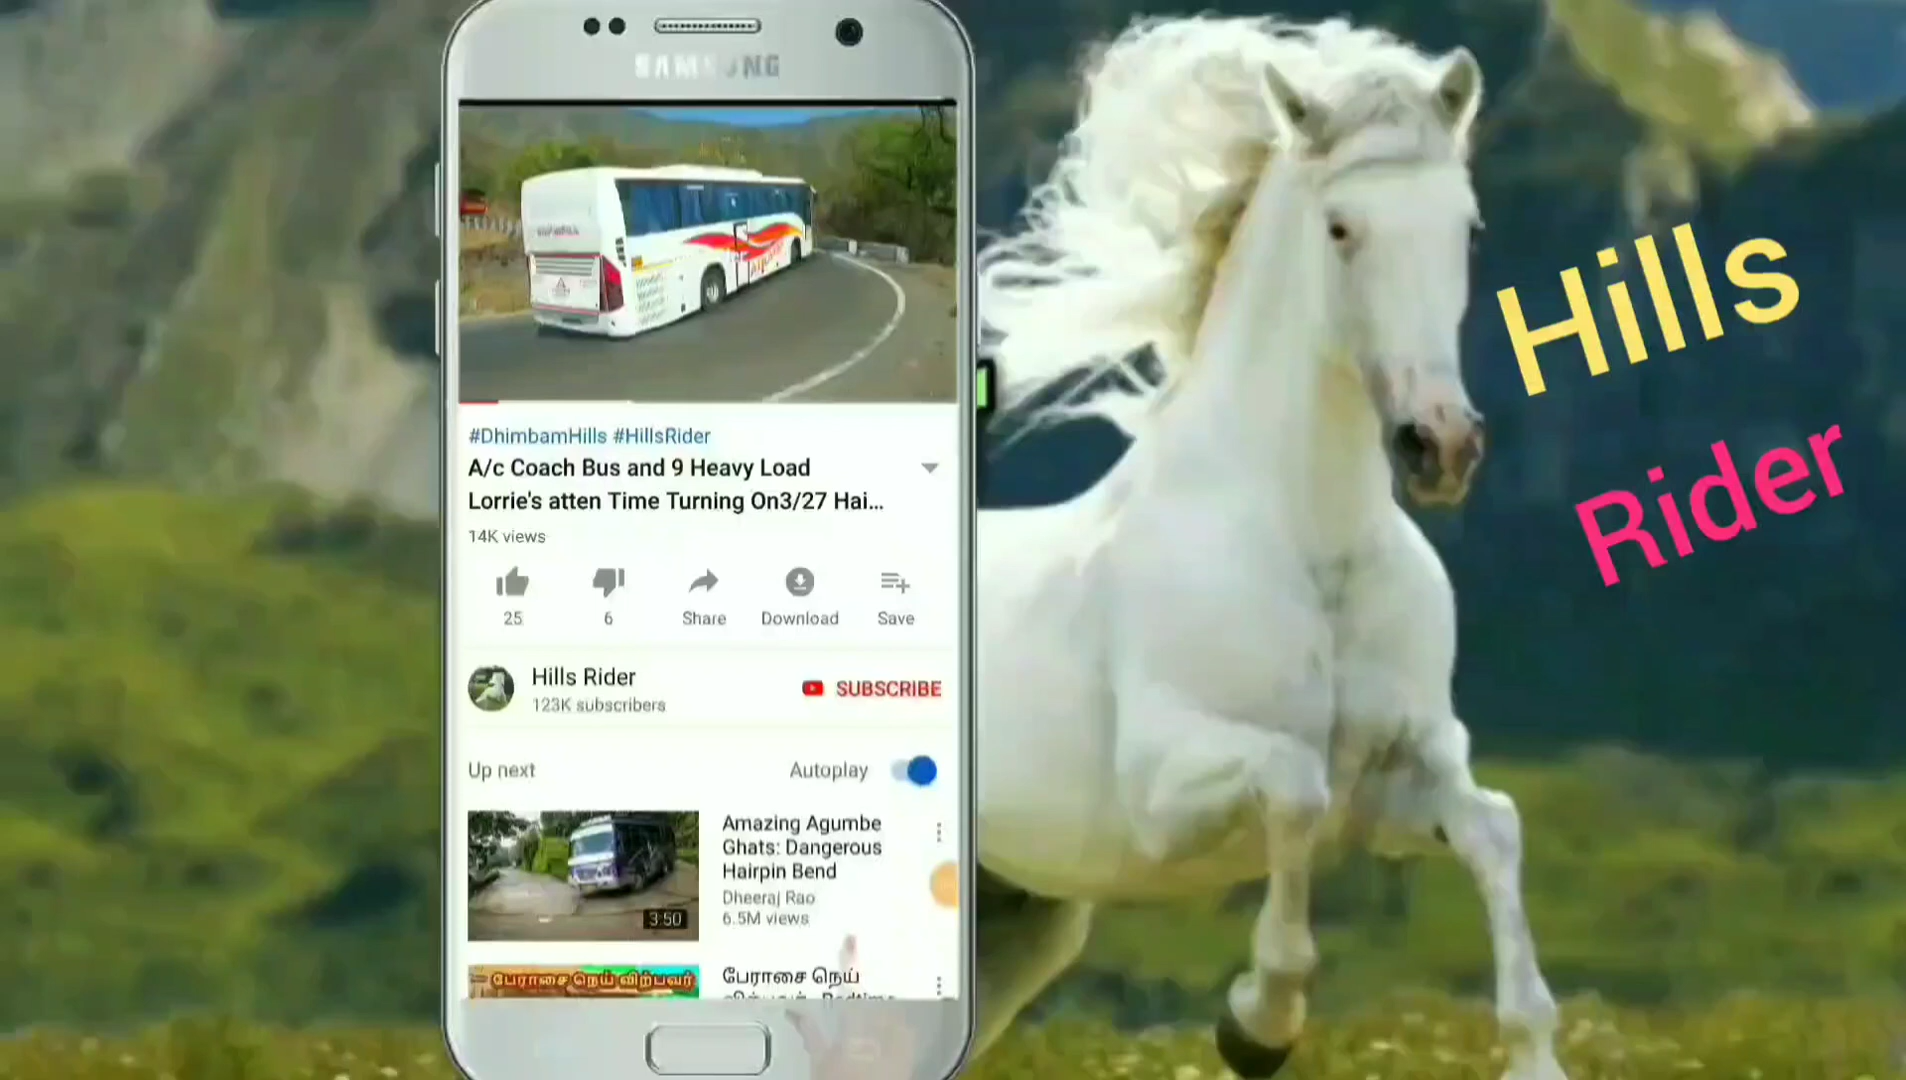 SAMSUNG
#DhimbamHills #HillsRider
A/c Coach Bus and 9 Heavy Load
Lorrie's atten Time Turning On3/27 Hai...
14K views
25
6
Share
Download
Save
Hills Rider
123K subscribers
SUBSCRIBE
Up next
Autoplay
Amazing Agumbe
Ghats: Dangerous
Hairpin Bend
Dheeraj Rao
6.5M views
3:50
பேராசை நெய் விற்பவர்
பேராசை நெய்
Hills
Rider